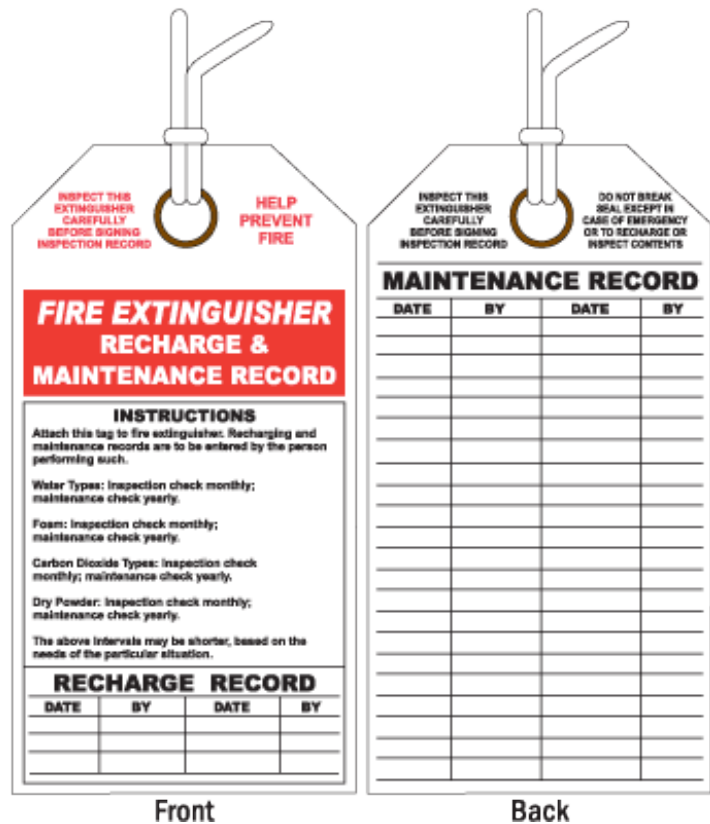 INSPECT THIS
EXTINGUISHER
CAREFULLY
BEFORE SIGNING
INSPECTION RECORD
HELP
PREVENT
FIRE
FIRE EXTINGUISHER
RECHARGE &
MAINTENANCE RECORD
INSTRUCTIONS
Attach this tag to fire extinguisher. Recharging and
maintenance records are to be entered by the person
performing such.
Water Types: Inspection check monthly;
maintenance check yearly.
Foam: Inspection check monthly;
maintenance check yearly.
Carbon Dioxide Types: Inspection check
monthly; maintenance check yearly.
Dry Powder: Inspection check monthly;
maintenance check yearly.
The above intervals may be shorter, based on the
needs of the particular situation.
RECHARGE RECORD
DATE BY DATE BY
Front
INSPECT THIS
EXTINGUISHER
CAREFULLY
BEFORE SIGNING
INSPECTION RECORD
DO NOT BREAK
SEAL EXCEPT IN
CASE OF EMERGENCY
OR TO RECHARGE OR
INSPECT CONTENTS
MAINTENANCE RECORD
DATE BY DATE BY
Back